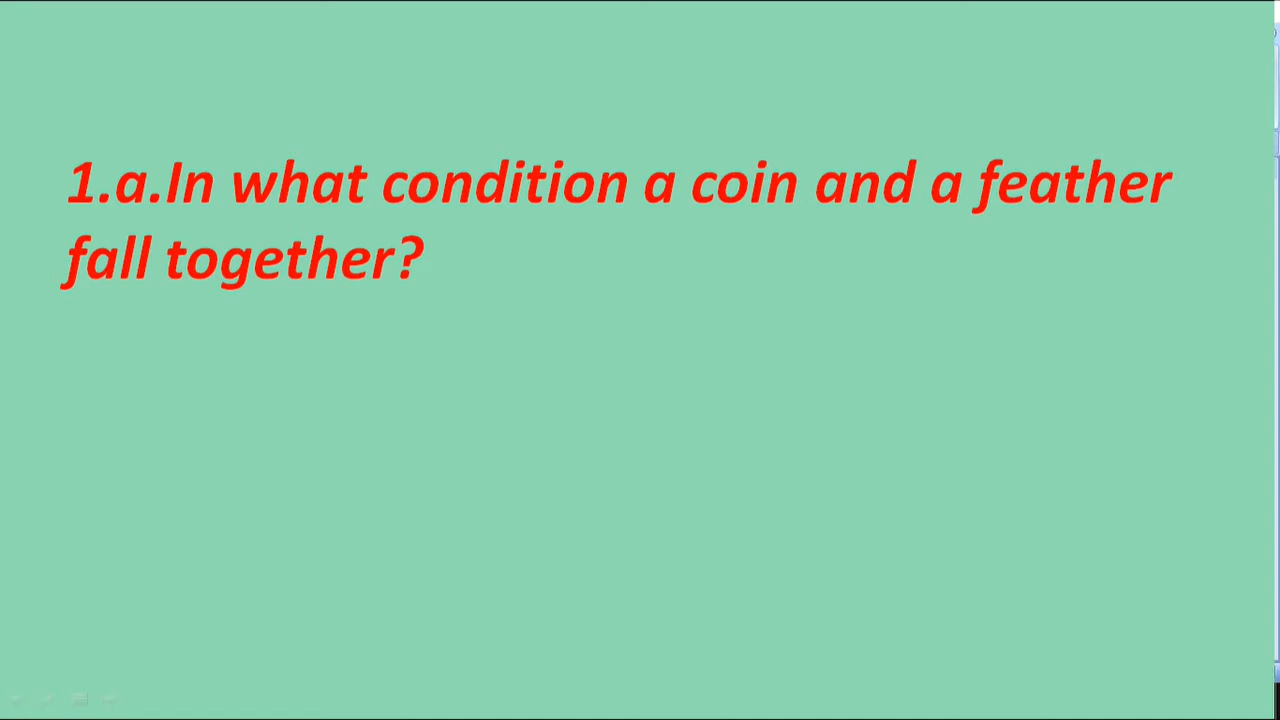 1.a.In what condition a coin and a feather
fall together?